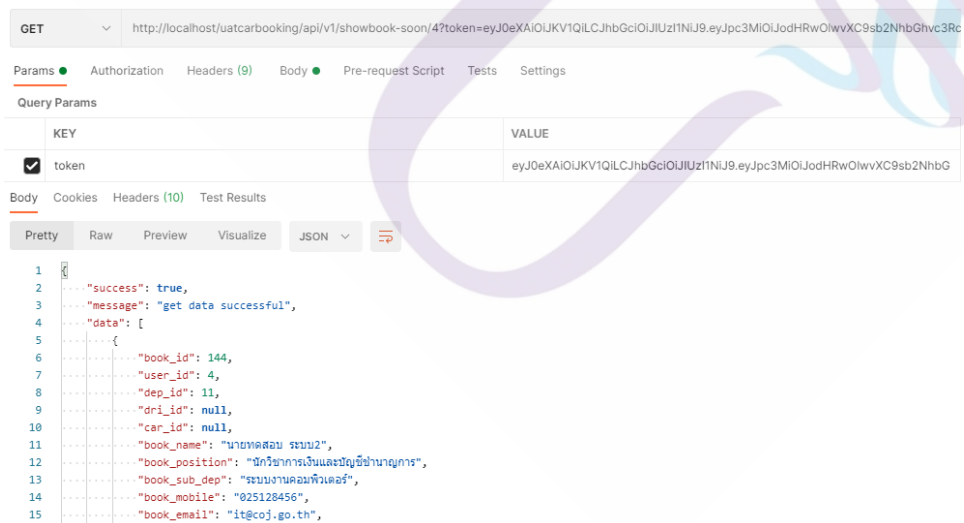 GET http://localhost/uatcarbooking/api/v1/showbook-soon/4?token=eyJ0eXAiOiJKV1QiLCJhbGciOiJIUzI1NiJ9.eyJpc3MiOiJodHRwOlwvXC9sb2NhbGhvc3Rc
Params Authorization Headers (9) Body Pre-request Script Tests Settings
Query Params
KEY VALUE
token eyJ0eXAiOiJKV1QiLCJhbGciOiJIUzI1NiJ9.eyJpc3MiOiJodHRwOlwvXC9sb2NhbG
Body Cookies Headers (10) Test Results
Pretty Raw Preview Visualize JSON
1 {
2 "success": true,
3 "message": "get data successful",
4 "data": [
5 {
6 "book_id": 144,
7 "user_id": 4,
8 "dep_id": 11,
9 "dri_id": null,
10 "car_id": null,
11 "book_name": "นายทดสอบ ระบบ2",
12 "book_position": "นักวิชาการเงินและบัญชีชำนาญการ",
13 "book_sub_dep": "ระบบงานคอมพิวเตอร์",
14 "book_mobile": "025128456",
15 "book_email": "it@coj.go.th",